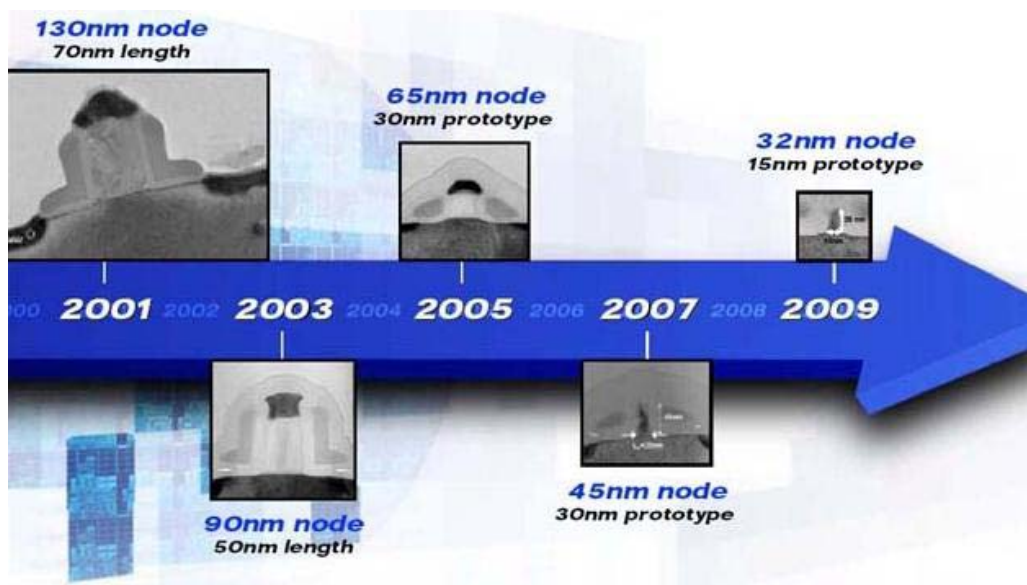 130nm node
70nm length
65nm node
30nm prototype
32nm node
15nm prototype
2001 2002 2003 2004 2005 2006 2007 2008 2009
90nm node
50nm length
45nm node
30nm prototype